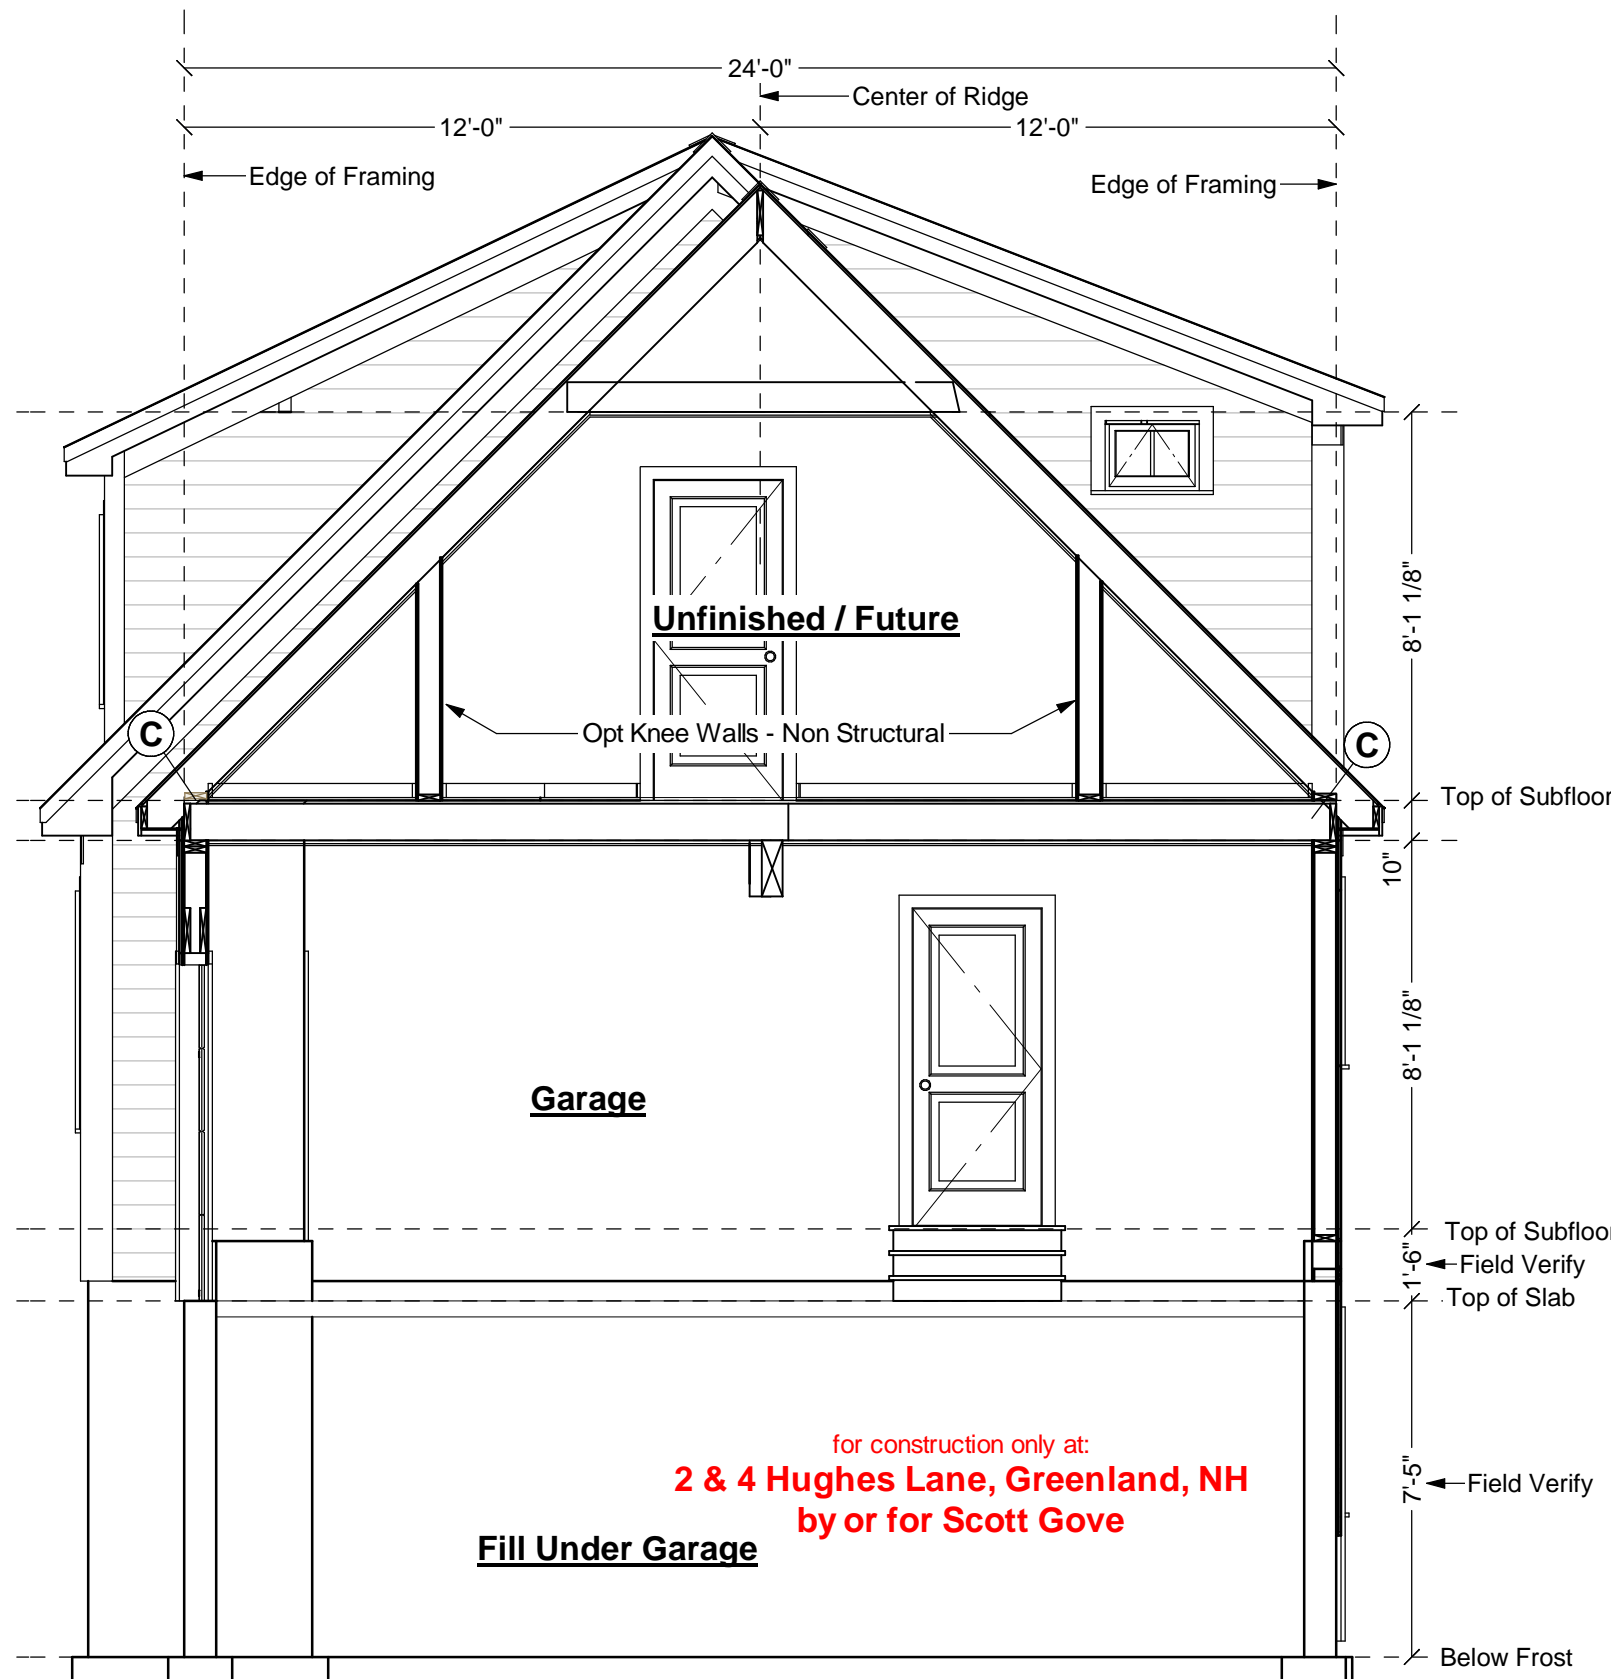 24'-0"
Center of Ridge
12'-0"
12'-0"
Edge of Framing
Edge of Framing
8'-1 1/8"
Unfinished / Future
Opt Knee Walls - Non Structural
C
C
Top of Subfloor
10"
8'-1 1/8"
Garage
Top of Subfloor
1'-6"
Field Verify
Top of Slab
for construction only at:
2 & 4 Hughes Lane, Greenland, NH
by or for Scott Gove
7'-5"
Field Verify
Fill Under Garage
Below Frost